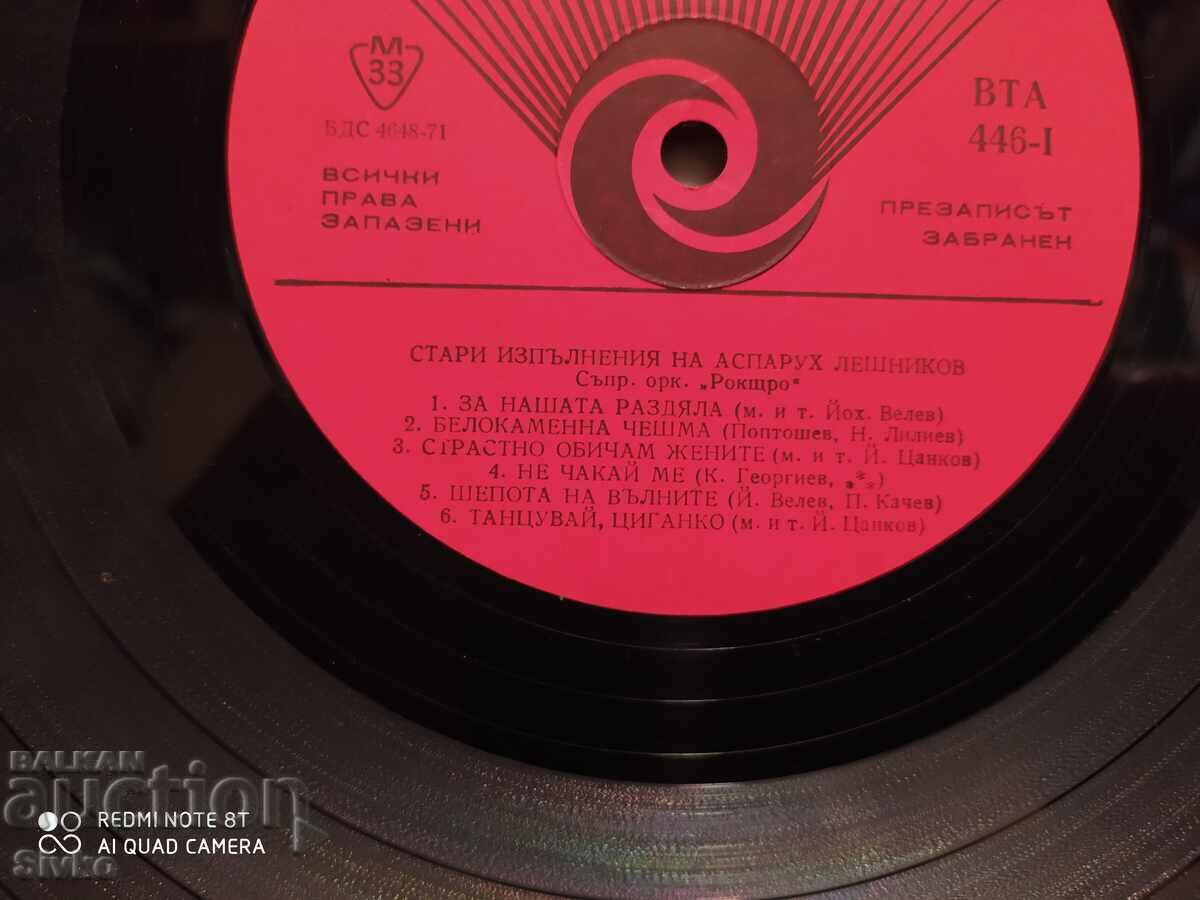 М
33
БДС 4648-71
ВСИЧКИ
ПРАВА
ЗАПАЗЕНИ
ВТА
446-I
ПРЕЗАПИСЪТ
ЗАБРАНЕН
СТАРИ ИЗПЪЛНЕНИЯ НА АСПАРУХ ЛЕШНИКОВ
Съпр. орк. „Рокщро"
1. ЗА НАШАТА РАЗДЯЛА (м. и т. Йох. Велев)
2. БЕЛОКАМЕННА ЧЕШМА (Поптошев, Н. Лилиев)
3. СТРАСТНО ОБИЧАМ ЖЕНИТЕ (м. и т. Й. Цанков)
4. НЕ ЧАКАЙ МЕ (К. Георгиев, ***)
5. ШЕПОТА НА ВЪЛНИТЕ (Й. Велев, П. Качев)
6. ТАНЦУВАЙ, ЦИГАНКО (м. и т. Й. Цанков)
BALKAN
auction
REDMI NOTE 8T
AI QUAD CAMERA
Sivko